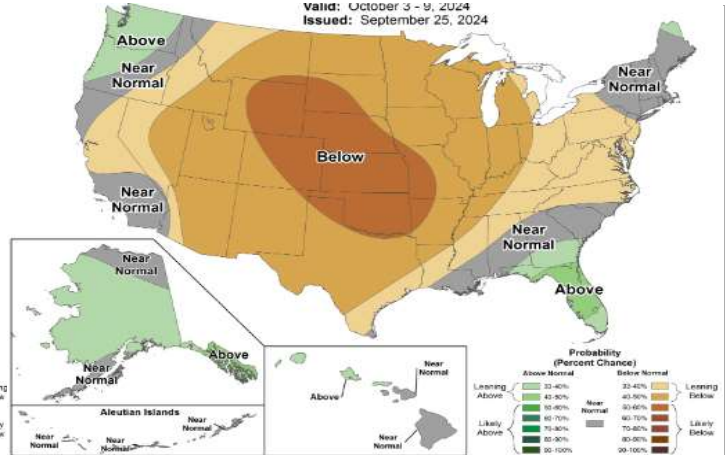 Valid: October 3 - 9, 2024
Issued: September 25, 2024
Above
Near
Normal
Near
Normal
Below
Near
Normal
Near
Normal
Above
Near
Normal
Above
Near
Normal
Near
Normal
Above
Near
Normal
Aleutian Islands
Near
Normal
Near
Normal
Near
Normal
Probability
(Percent Chance)
Above Normal
Below Normal
Leaning
Above
33-40%
40-50%
50-60%
60-70%
70-80%
80-90%
90-100%
Likely
Above
Near
Normal
33-40%
40-50%
50-60%
60-70%
70-80%
80-90%
90-100%
Leaning
Below
Likely
Below